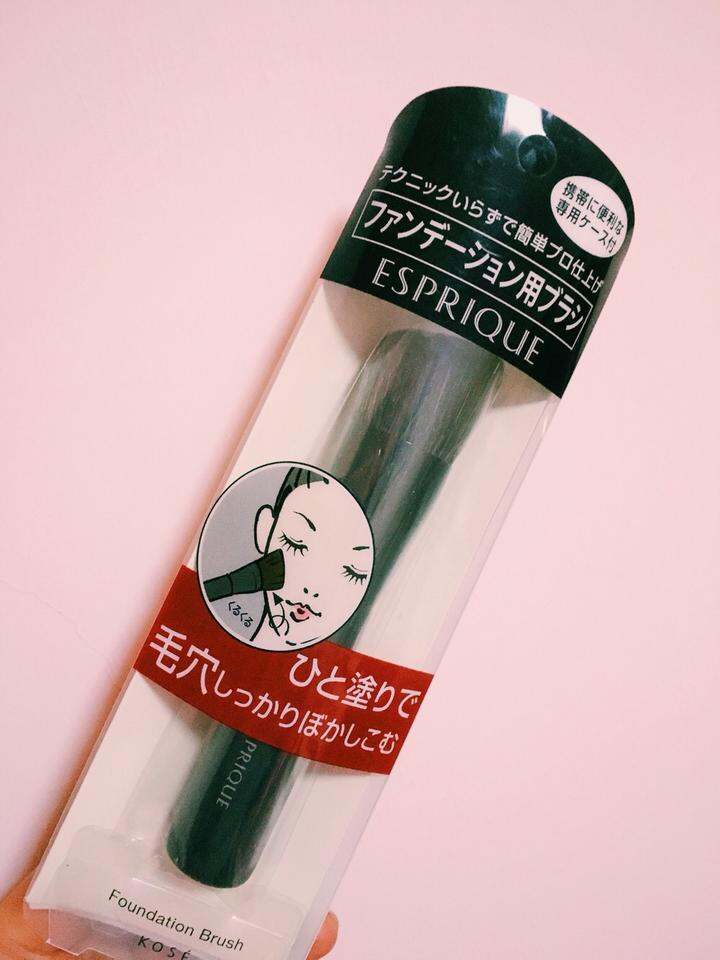 携帯に便利な
専用ケース付
テクニックいらずで簡単プロ仕上げ
ファンデーション用ブラシ
ESPRIQUE
くるくる
ひと塗りで
毛穴しっかりぼかしこむ
PRIQUE
Foundation Brush
KOSÉ